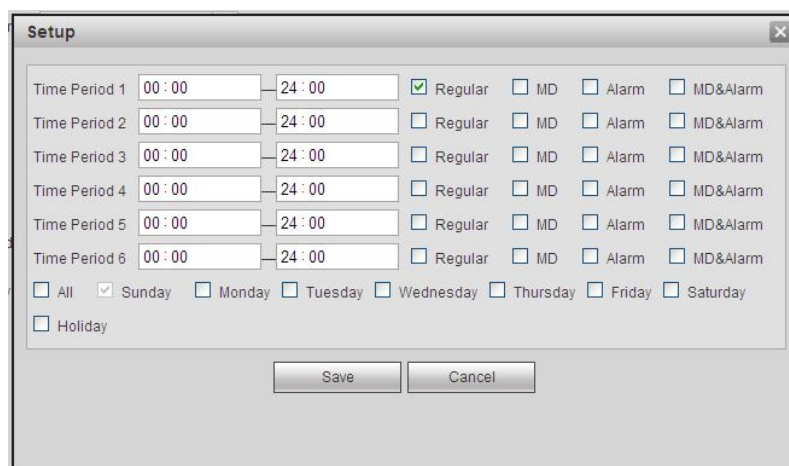 Setup
Time Period 1 00:00 — 24:00 Regular MD Alarm MD&Alarm
Time Period 2 00:00 — 24:00 Regular MD Alarm MD&Alarm
Time Period 3 00:00 — 24:00 Regular MD Alarm MD&Alarm
Time Period 4 00:00 — 24:00 Regular MD Alarm MD&Alarm
Time Period 5 00:00 — 24:00 Regular MD Alarm MD&Alarm
Time Period 6 00:00 — 24:00 Regular MD Alarm MD&Alarm
All Sunday Monday Tuesday Wednesday Thursday Friday Saturday
Holiday
Save Cancel